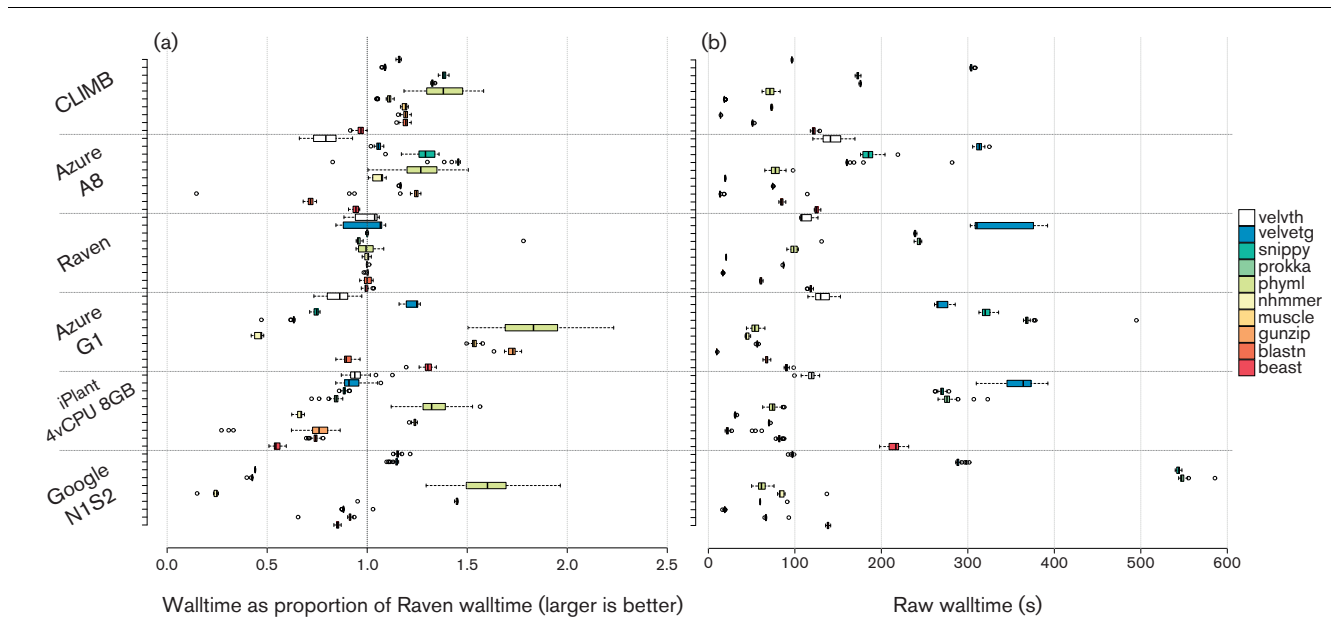 (a)
(b)
CLIMB
Azure
A8
Raven
Azure
G1
iPlant
4vCPU 8GB
Google
N1S2
velvth
velvetg
snippy
prokka
phyml
nhmmer
muscle
gunzip
blastn
beast
0.0 0.5 1.0 1.5 2.0 2.5
0 100 200 300 400 500 600
Walltime as proportion of Raven walltime (larger is better)
Raw walltime (s)